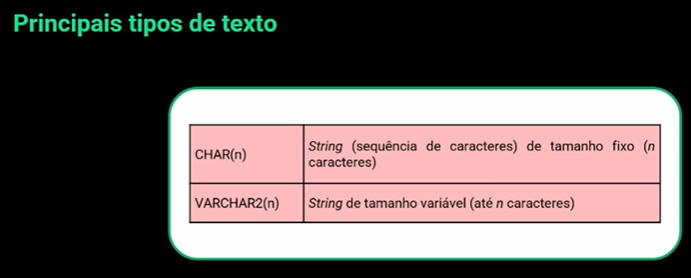 Principais tipos de texto
CHAR(n)
String (sequência de caracteres) de tamanho fixo (n
caracteres)
VARCHAR2(n)
String de tamanho variável (até n caracteres)